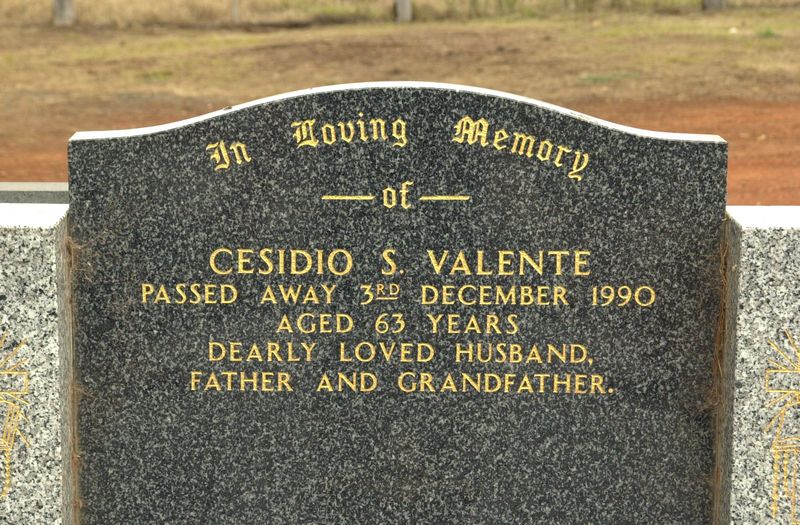 In Loving Memory
of
CESIDIO S. VALENTE
PASSED AWAY 3RD DECEMBER 1990
AGED 63 YEARS
DEARLY LOVED HUSBAND,
FATHER AND GRANDFATHER.